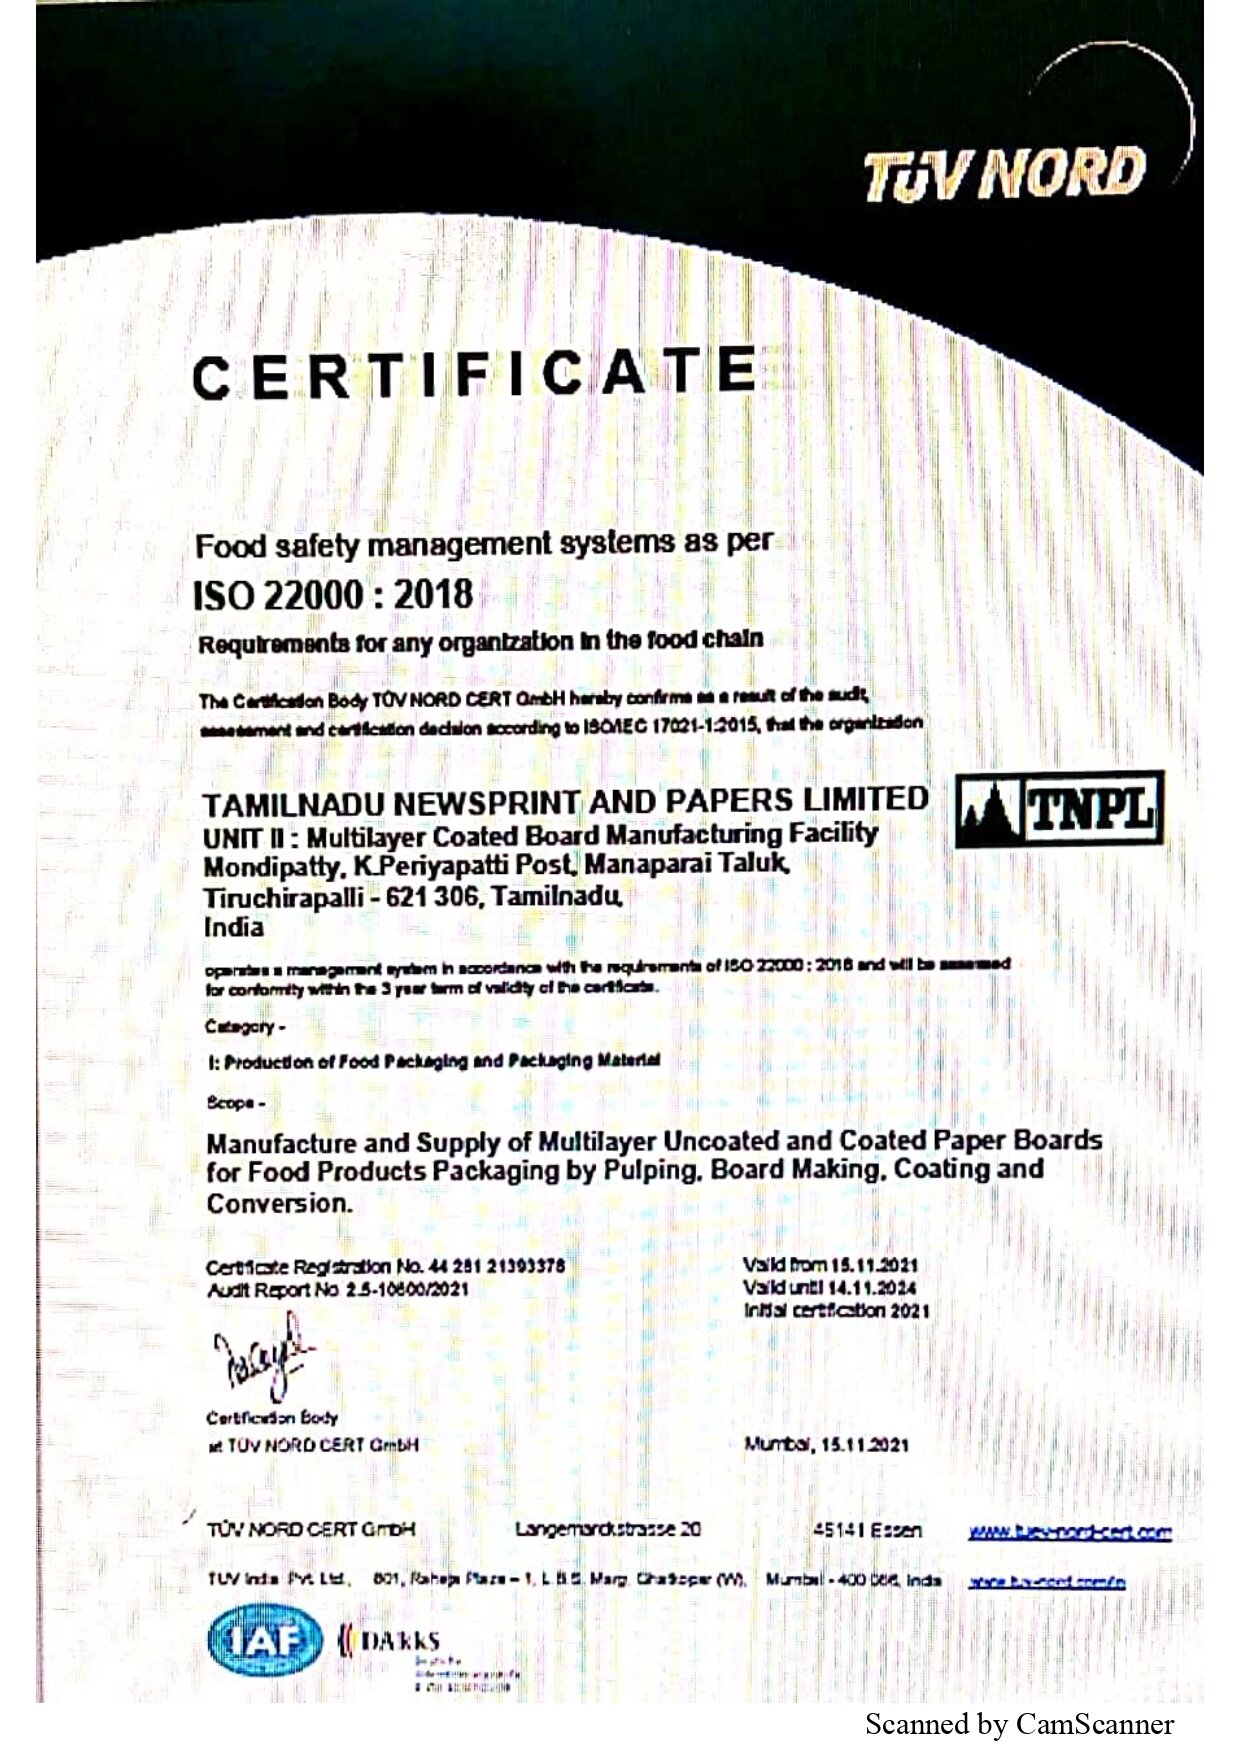 TÜV NORD
CERTIFICATE
Food safety management systems as per
ISO 22000 : 2018
Requirements for any organization in the food chain
The Certification Body TÜV NORD CERT GmbH hereby confirms as a result of the audit,
assessment and certification decision according to ISO/IEC 17021-1:2015, that the organization
TAMILNADU NEWSPRINT AND PAPERS LIMITED
TNPL
UNIT II : Multilayer Coated Board Manufacturing Facility
Mondipatty, K.Periyapatti Post, Manaparai Taluk,
Tiruchirapalli - 621 306, Tamilnadu,
India
operates a management system in accordance with the requirements of ISO 22000 : 2018 and will be assessed
for conformity within the 3 year term of validity of the certificate.
Category -
I: Production of Food Packaging and Packaging Material
Scope -
Manufacture and Supply of Multilayer Uncoated and Coated Paper Boards
for Food Products Packaging by Pulping, Board Making, Coating and
Conversion.
Certificate Registration No. 44 281 21393378
Audit Report No 2.5-10600/2021
Valid from 15.11.2021
Valid until 14.11.2024
Initial certification 2021
Certification Body
at TÜV NORD CERT GmbH
Mumbai, 15.11.2021
TÜV NORD CERT GmbH Langemarckstrasse 20 45141 Essen www.tuev-nord-cert.com
TUV India Pvt. Ltd., 801, Raheja Plaza – 1, L.B.S. Marg, Ghatkopar (W), Mumbai - 400 086, India www.tuv-nord.com/in
IAF
DAkkS
Deutsche
Scanned by CamScanner